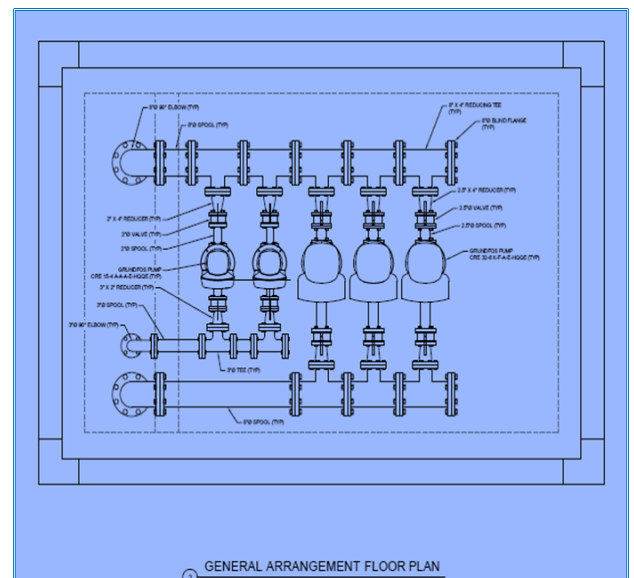 8"Ø 90° ELBOW (TYP)
8"Ø SPOOL (TYP)
8" X 4" REDUCING TEE
(TYP)
8"Ø BLIND FLANGE
(TYP)
2" X 4" REDUCER (TYP)
2"Ø VALVE (TYP)
2"Ø SPOOL (TYP)
GRUNDFOS PUMP
3" X 2" REDUCER (TYP)
3"Ø SPOOL (TYP)
3"Ø 90° ELBOW (TYP)
3"Ø TEE (TYP)
SPOOL (TYP)
2.5" X 4" REDUCER (TYP)
2.5"Ø VALVE (TYP)
2.5"Ø SPOOL (TYP)
GRUNDFOS PUMP
GENERAL ARRANGEMENT FLOOR PLAN